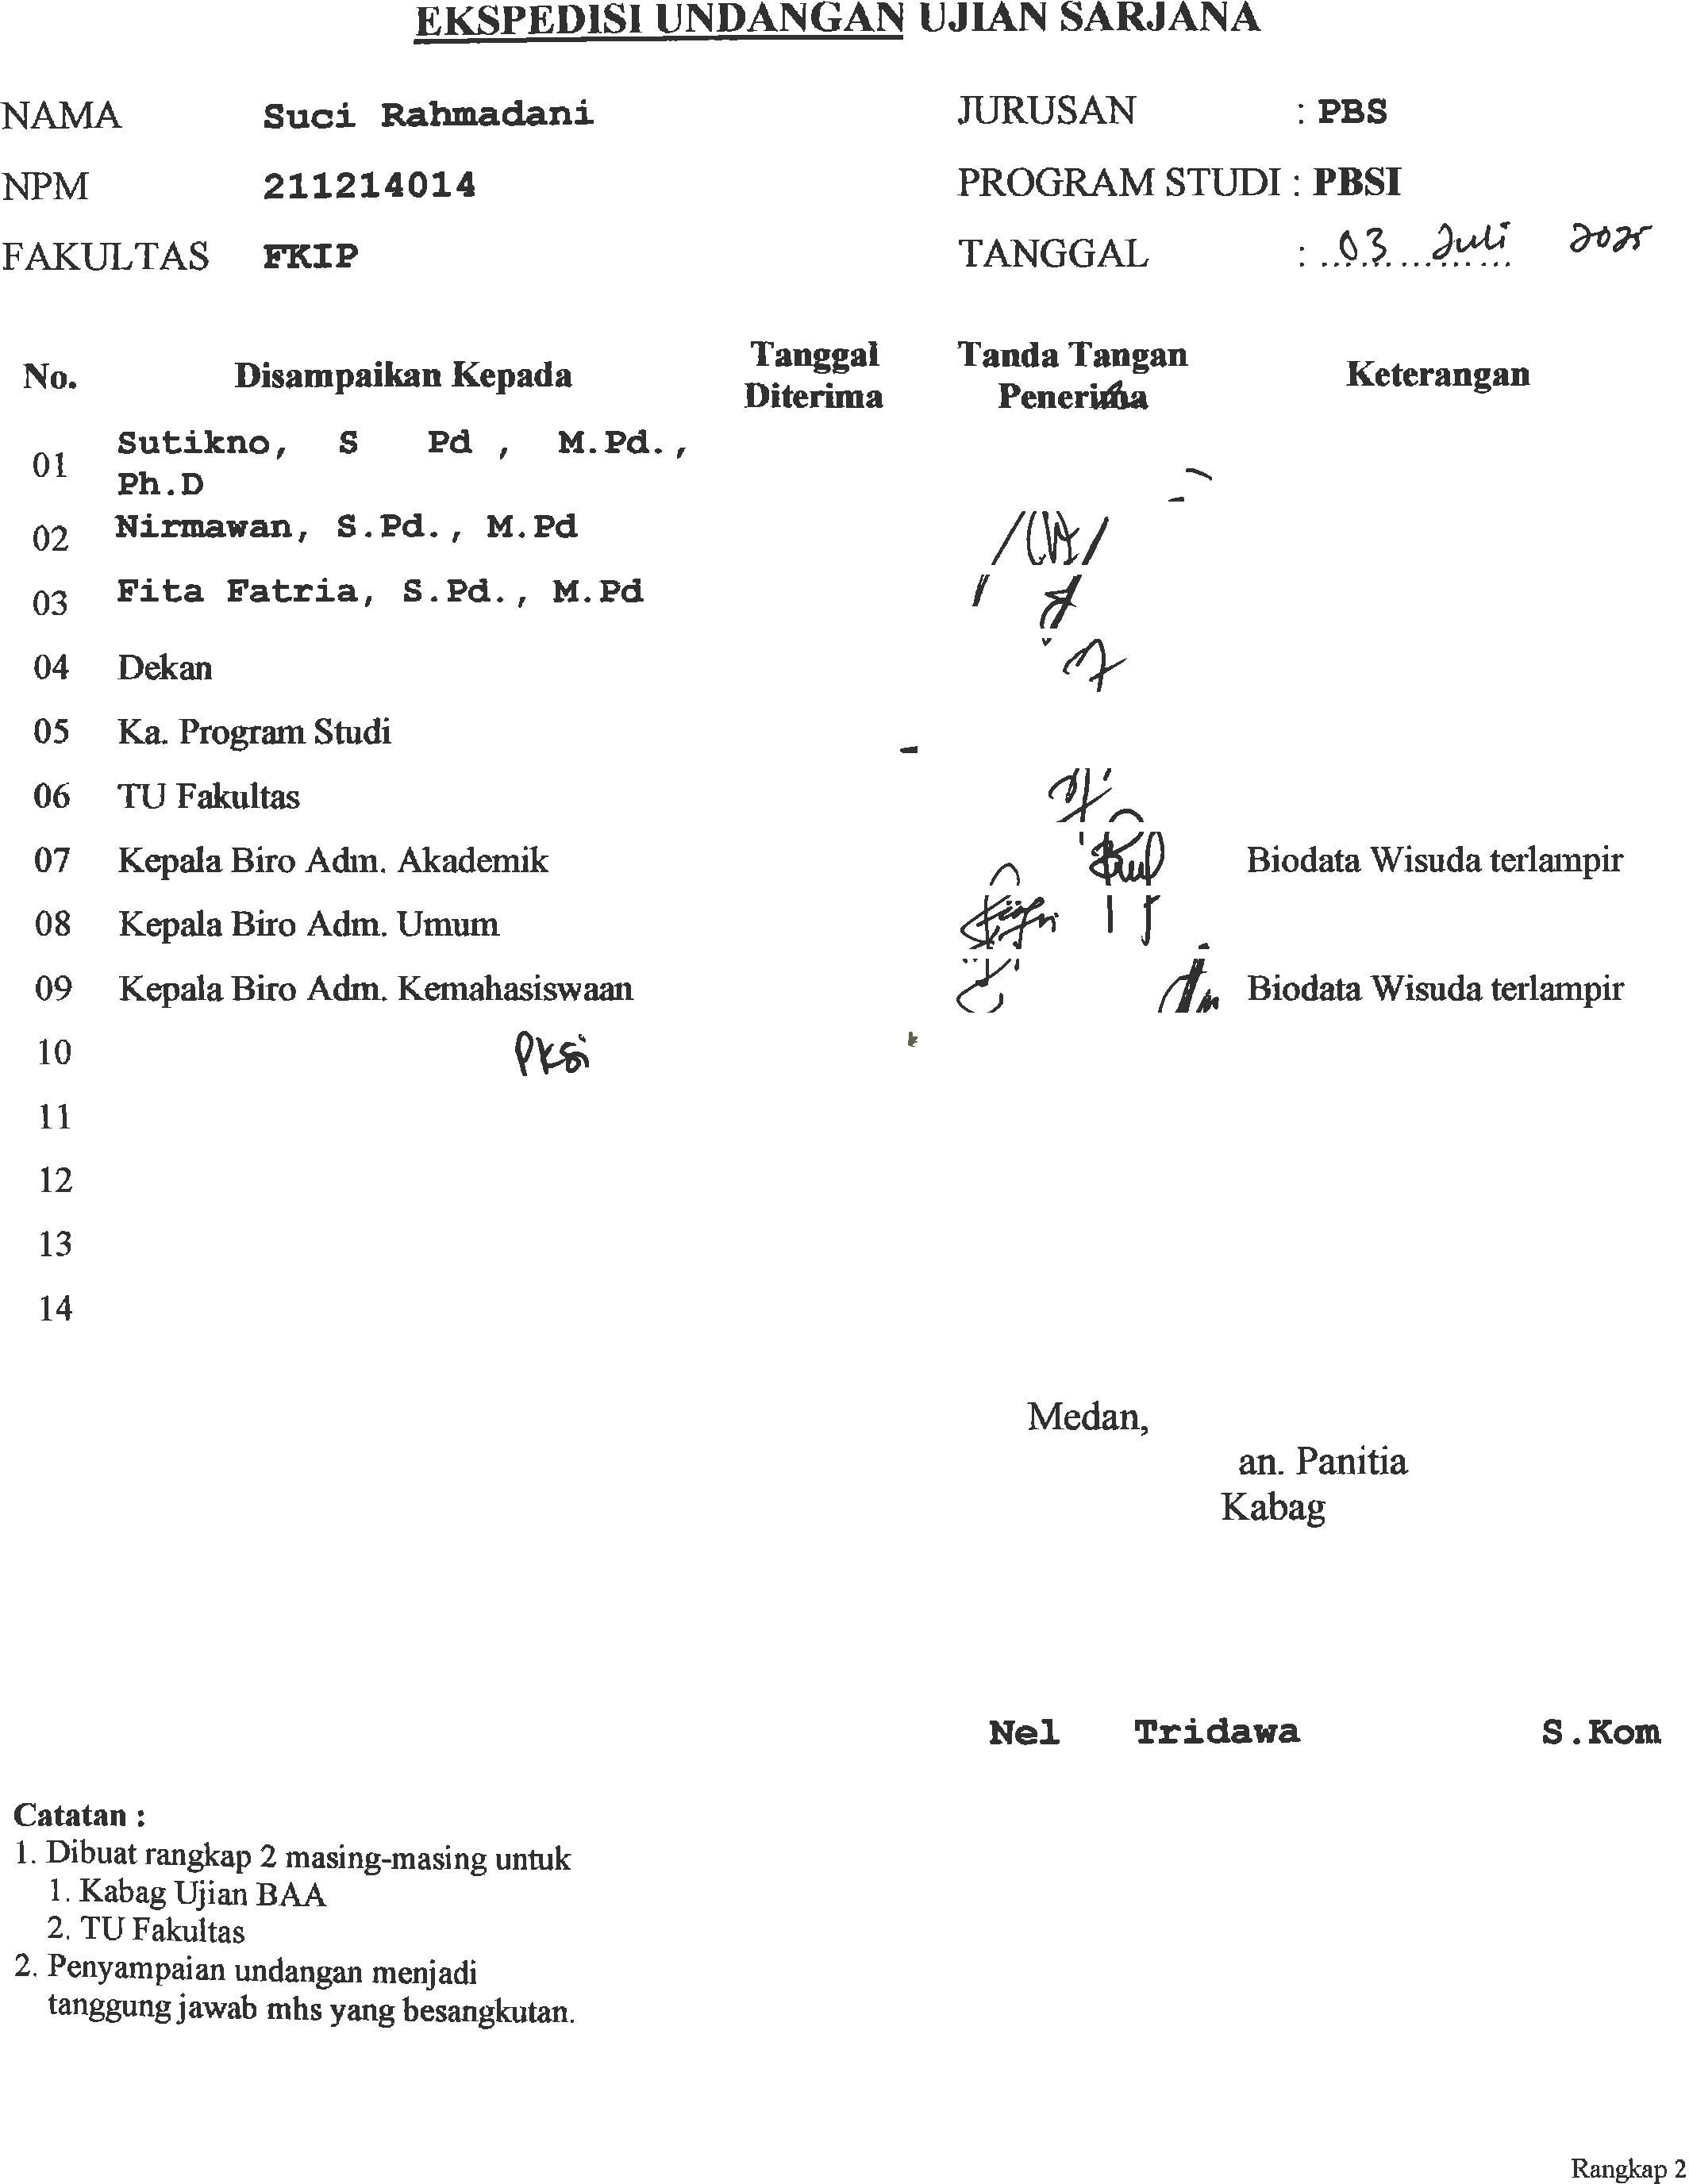 EKSPEDISI UNDANGAN UJIAN SARJANA
NAMA Suci Rahmadani JURUSAN : PBS
NPM 211214014 PROGRAM STUDI : PBSI
FAKULTAS FKIP TANGGAL : 03 Juli 2025
No. Disampaikan Kepada Tanggal Diterima Tanda Tangan Penerima Keterangan
01 Sutikno, S Pd , M.Pd.,
Ph.D
02 Nirmawan, S.Pd., M.Pd
03 Fita Fatria, S.Pd., M.Pd
04 Dekan
05 Ka. Program Studi
06 TU Fakultas
07 Kepala Biro Adm. Akademik Biodata Wisuda terlampir
08 Kepala Biro Adm. Umum
09 Kepala Biro Adm. Kemahasiswaan Biodata Wisuda terlampir
10
11
12
13
14
Medan,
an. Panitia
Kabag
Nel Tridawa S.Kom
Catatan :
1. Dibuat rangkap 2 masing-masing untuk
1. Kabag Ujian BAA
2. TU Fakultas
2. Penyampaian undangan menjadi
tanggung jawab mhs yang besangkutan.
Rangkap 2